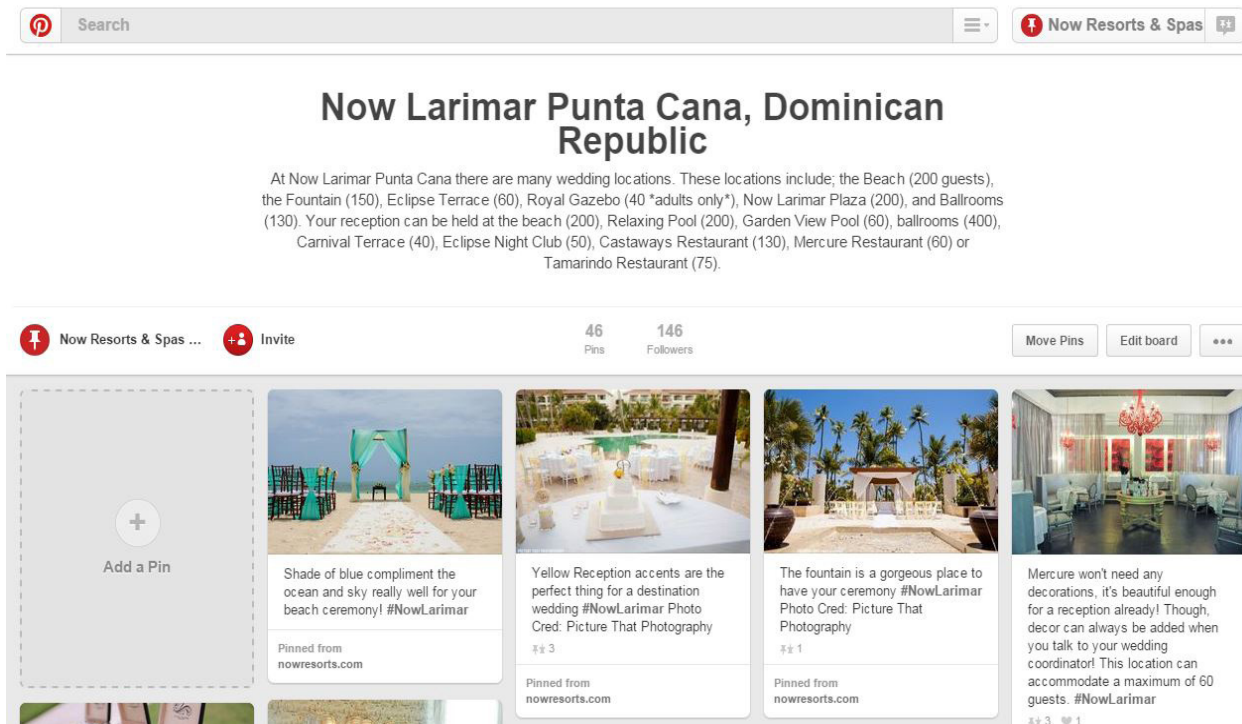 Search
Now Resorts & Spas
Now Larimar Punta Cana, Dominican
Republic
At Now Larimar Punta Cana there are many wedding locations. These locations include; the Beach (200 guests),
the Fountain (150), Eclipse Terrace (60), Royal Gazebo (40 *adults only*), Now Larimar Plaza (200), and Ballrooms
(130). Your reception can be held at the beach (200), Relaxing Pool (200), Garden View Pool (60), ballrooms (400),
Carnival Terrace (40), Eclipse Night Club (50), Castaways Restaurant (130), Mercure Restaurant (60) or
Tamarindo Restaurant (75).
Now Resorts & Spas ...
Invite
46
Pins
146
Followers
Move Pins
Edit board
Add a Pin
Shade of blue compliment the
ocean and sky really well for your
beach ceremony! #NowLarimar
Pinned from
nowresorts.com
Yellow Reception accents are the
perfect thing for a destination
wedding #NowLarimar Photo
Cred: Picture That Photography
3
Pinned from
nowresorts.com
The fountain is a gorgeous place to
have your ceremony #NowLarimar
Photo Cred: Picture That
Photography
1
Pinned from
nowresorts.com
Mercure won't need any
decorations, it's beautiful enough
for a reception already! Though,
decor can always be added when
you talk to your wedding
coordinator! This location can
accommodate a maximum of 60
guests. #NowLarimar
3 1